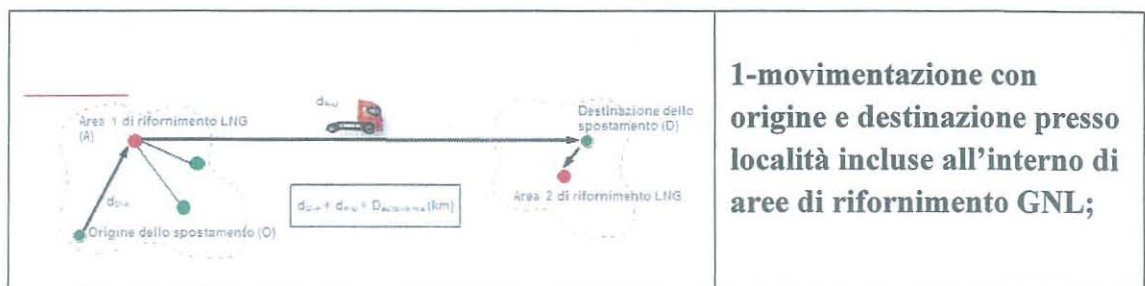 Area 1 di rifornimento LNG
(A)
Destinazione dello
spostamento (D)
Area 2 di rifornimento LNG
Origine dello spostamento (O)
1-movimentazione con
origine e destinazione presso
località incluse all'interno di
aree di rifornimento GNL;